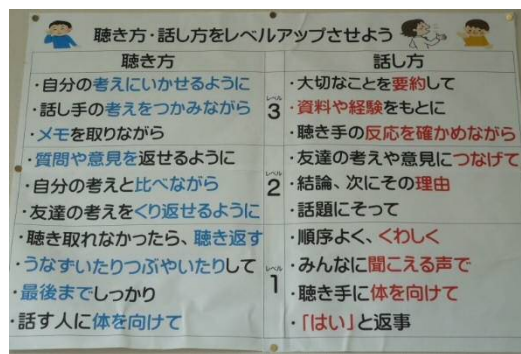 聴き方・話し方をレベルアップさせよう
聴き方
・自分の考えにいかせるように
・話し手の考えをつかみながら
・メモを取りながら
・質問や意見を返せるように
・自分の考えと比べながら
・友達の考えをくり返せるように
・聴き取れなかったら、聴き返す
・うなずいたりつぶやいたりして
・最後までしっかり
・話す人に体を向けて
レベル
3
レベル
2
レベル
1
話し方
・大切なことを要約して
・資料や経験をもとに
・聴き手の反応を確かめながら
・友達の考えや意見につなげて
・結論、次にその理由
・話題にそって
・順序よく、くわしく
・みんなに聞こえる声で
・聴き手に体を向けて
・「はい」と返事